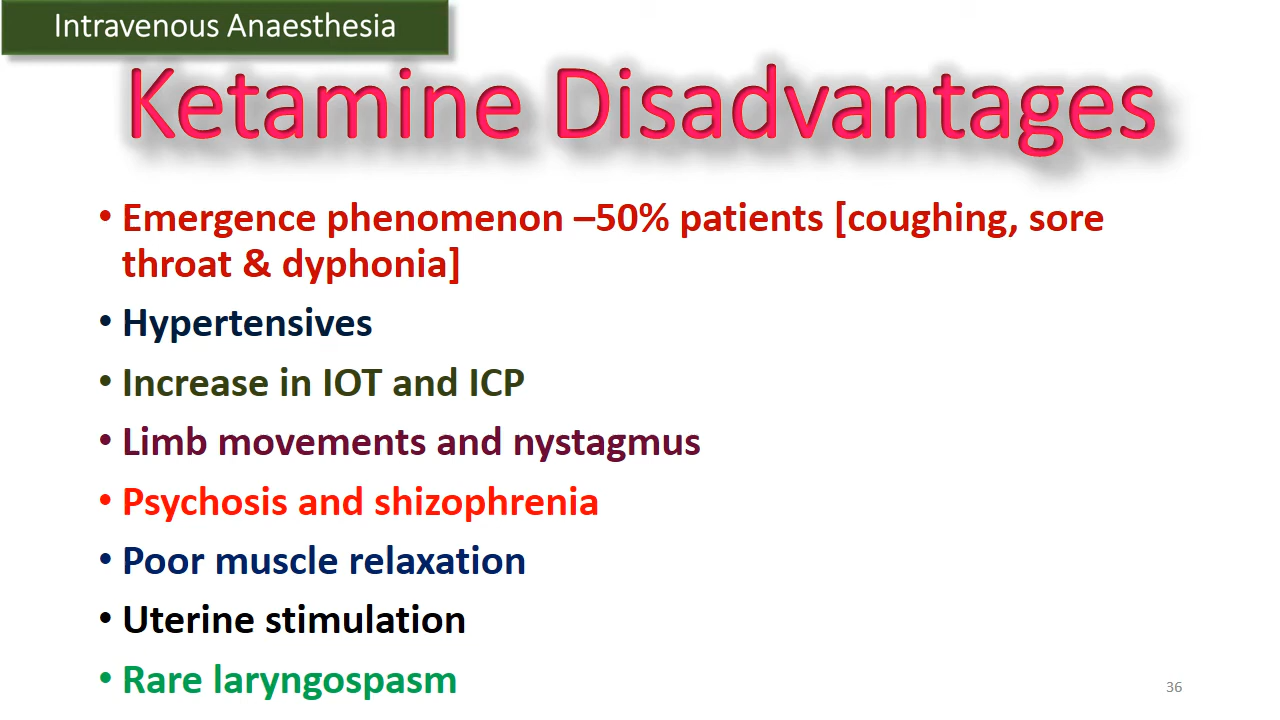 Intravenous Anaesthesia
Ketamine Disadvantages
• Emergence phenomenon –50% patients [coughing, sore
throat & dyphonia]
• Hypertensives
• Increase in IOT and ICP
• Limb movements and nystagmus
• Psychosis and shizophrenia
• Poor muscle relaxation
• Uterine stimulation
• Rare laryngospasm
36